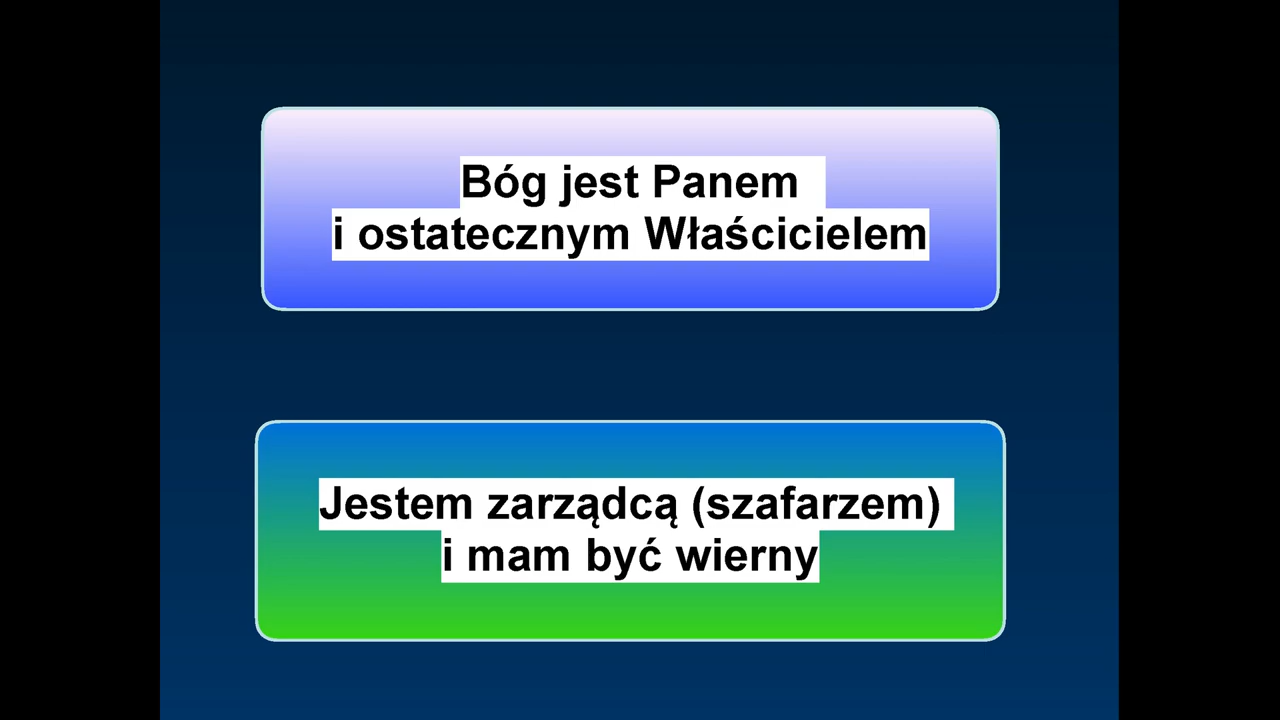 Bóg jest Panem
i ostatecznym Właścicielem
Jestem zarządcą (szafarzem)
i mam być wierny